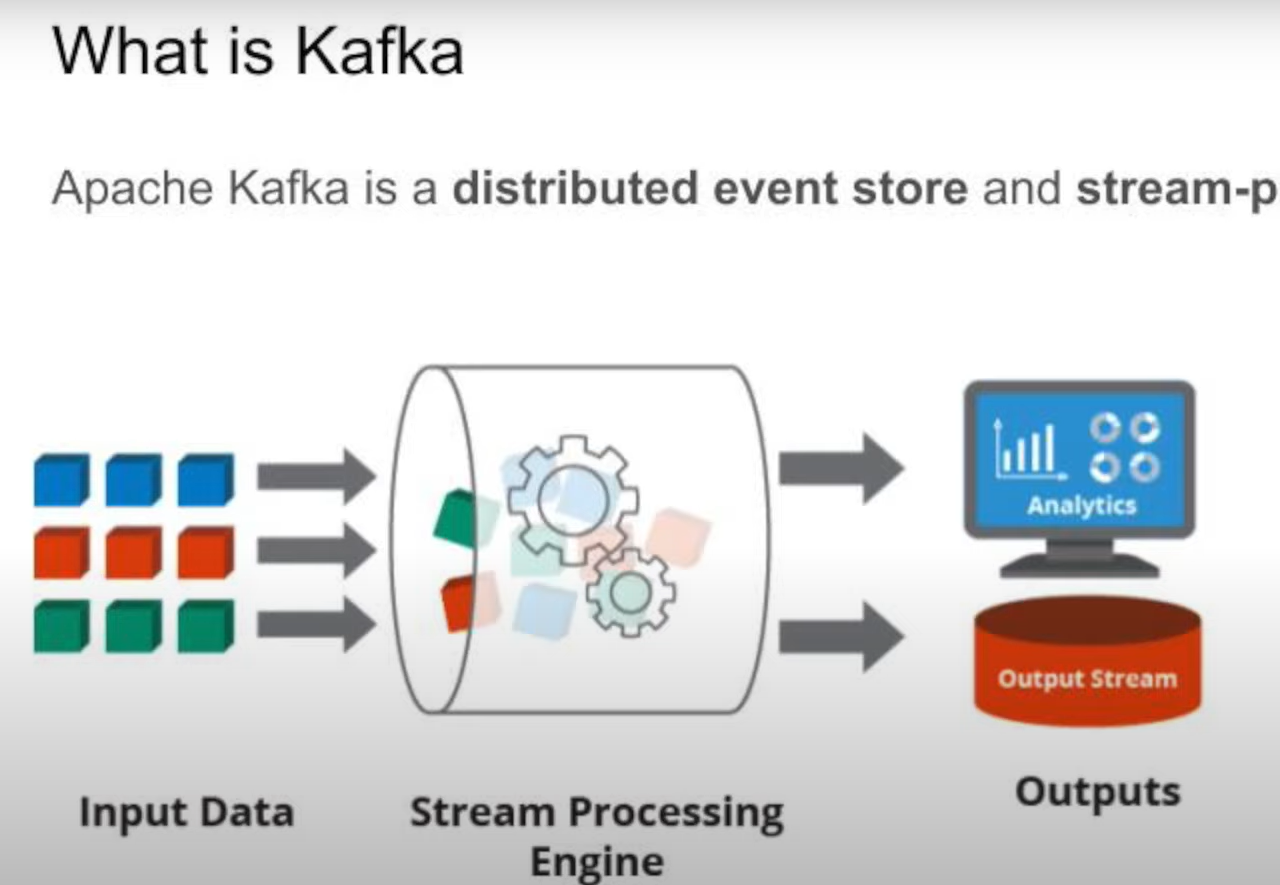 What is Kafka
Apache Kafka is a distributed event store and stream-p
Analytics
Output Stream
Input Data
Stream Processing
Engine
Outputs